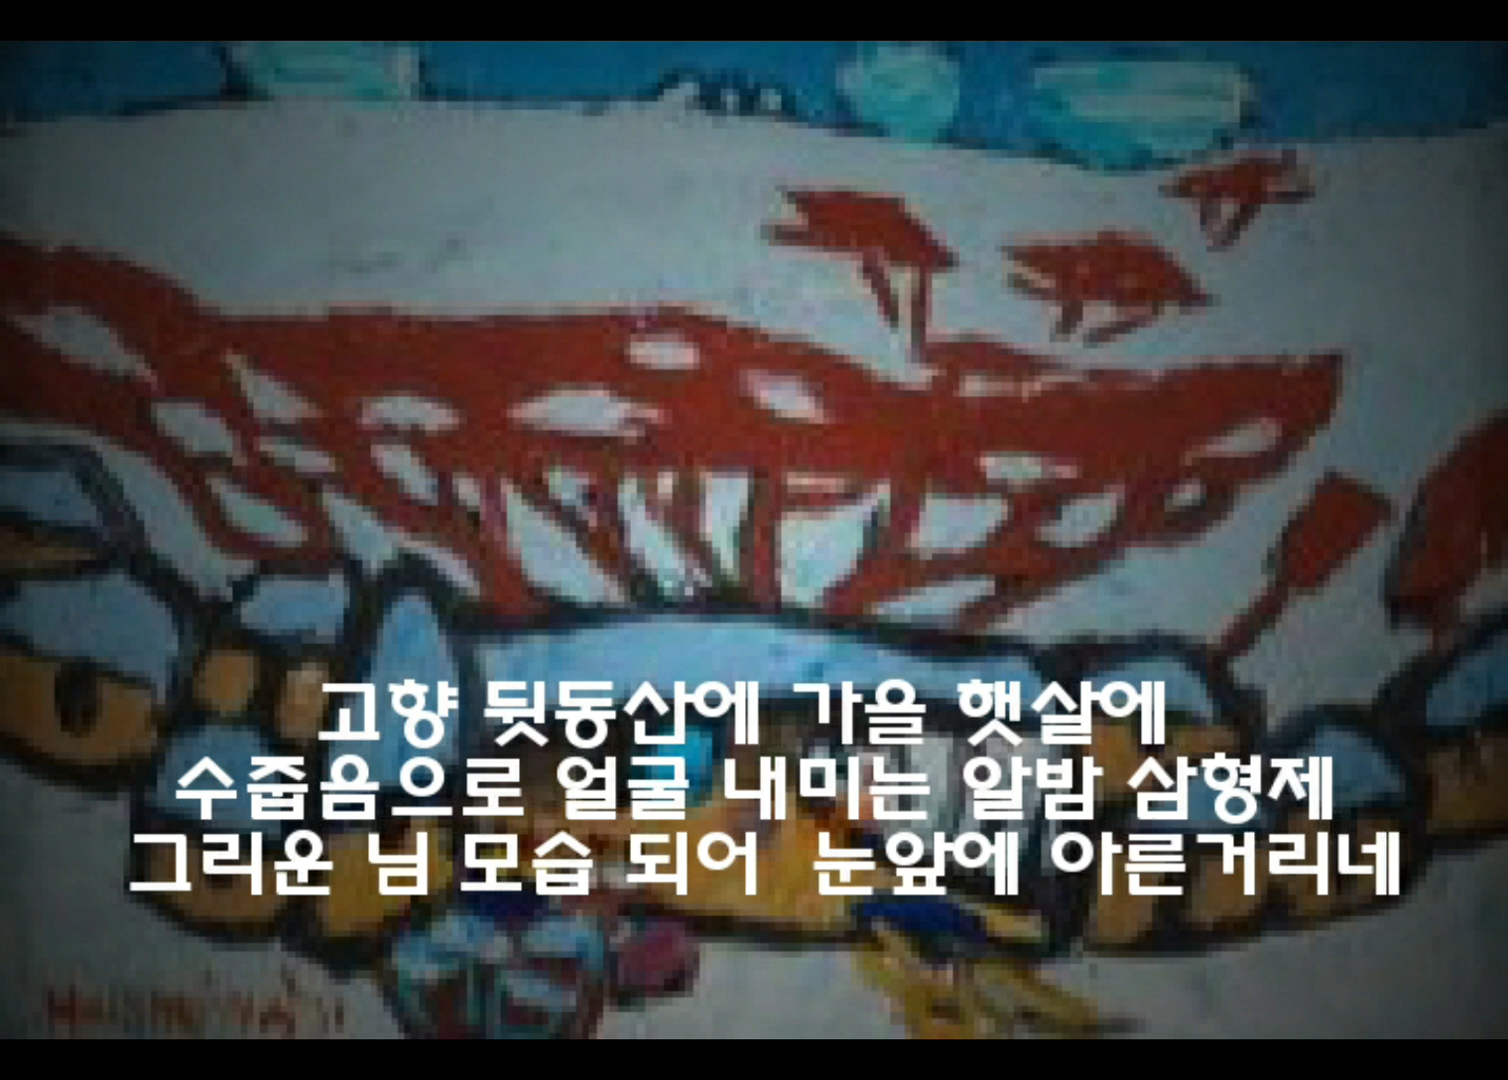 고향 뒷동산에 가을 햇살에
수줍음으로 얼굴 내미는 알밤 삼형제
그리운 님 모습 되어 눈앞에 아른거리네